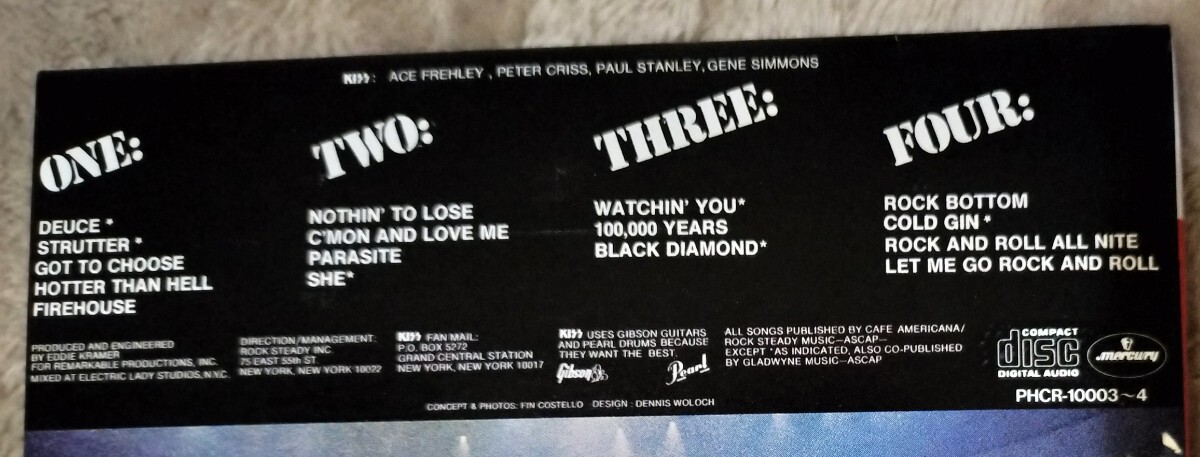 KISS: ACE FREHLEY, PETER CRISS, PAUL STANLEY, GENE SIMMONS
ONE:
DEUCE *
STRUTTER *
GOT TO CHOOSE
HOTTER THAN HELL
FIREHOUSE
TWO:
NOTHIN' TO LOSE
C'MON AND LOVE ME
PARASITE
SHE*
THREE:
WATCHIN' YOU*
100,000 YEARS
BLACK DIAMOND*
FOUR:
ROCK BOTTOM
COLD GIN *
ROCK AND ROLL ALL NITE
LET ME GO ROCK AND ROLL
PRODUCED AND ENGINEERED
BY EDDIE KRAMER
FOR REMARKABLE PRODUCTIONS, INC.
MIXED AT ELECTRIC LADY STUDIOS, N.Y.C.
DIRECTION/MANAGEMENT:
ROCK STEADY INC.
75 EAST 55th ST.
NEW YORK, NEW YORK 10022
KISS FAN MAIL:
P.O. BOX 5272
GRAND CENTRAL STATION
NEW YORK, NEW YORK 10017
KISS USES GIBSON GUITARS
AND PEARL DRUMS BECAUSE
THEY WANT THE BEST.
Gibson
Pearl
ALL SONGS PUBLISHED BY CAFE AMERICANA/
ROCK STEADY MUSIC-ASCAP-
EXCEPT *AS INDICATED, ALSO CO-PUBLISHED
BY GLADWYNE MUSIC-ASCAP
COMPACT
disc
DIGITAL AUDIO
mercury
PHCR-10003~4
CONCEPT & PHOTOS: FIN COSTELLO DESIGN: DENNIS WOLOCH